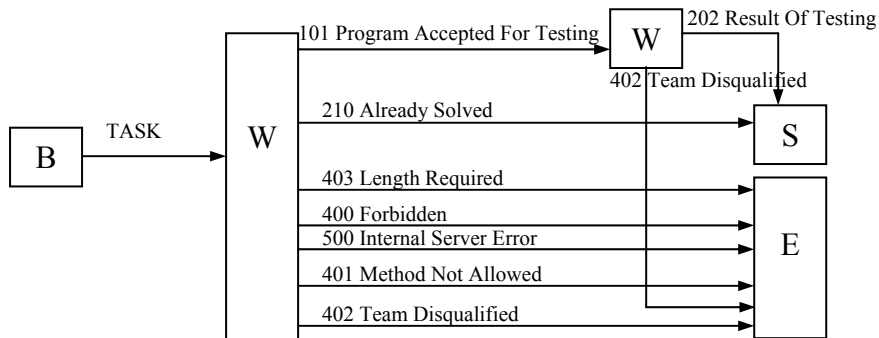 202 Result Of Testing
101 Program Accepted For Testing
W
402 Team Disqualified
210 Already Solved
S
TASK
W
B
403 Length Required
400 Forbidden
500 Internal Server Error
E
401 Method Not Allowed
402 Team Disqualified